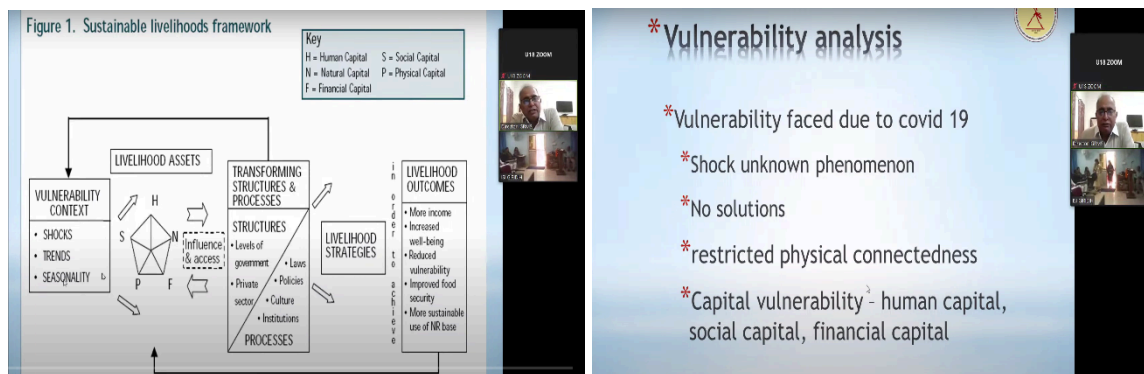 Figure 1. Sustainable livelihoods framework
Key
H = Human Capital S = Social Capital
N = Natural Capital P = Physical Capital
F = Financial Capital
LIVELIHOOD ASSETS
VULNERABILITY
CONTEXT
• SHOCKS
• TRENDS
• SEASONALITY
H
S
N
P
F
Influence
& access
TRANSFORMING
STRUCTURES &
PROCESSES
STRUCTURES
• Levels of
government
• Private
sector
• Laws
• Policies
• Culture
• Institutions
PROCESSES
LIVELIHOOD
STRATEGIES
in order to achieve
LIVELIHOOD
OUTCOMES
• More income
• Increased
well-being
• Reduced
vulnerability
• Improved food
security
• More sustainable
use of NR base
U18 ZOOM
U18 ZOOM
*Vulnerability analysis
*Vulnerability faced due to covid 19
*Shock unknown phenomenon
*No solutions
*restricted physical connectedness
*Capital vulnerability – human capital,
social capital, financial capital
U18 ZOOM
U18 ZOOM